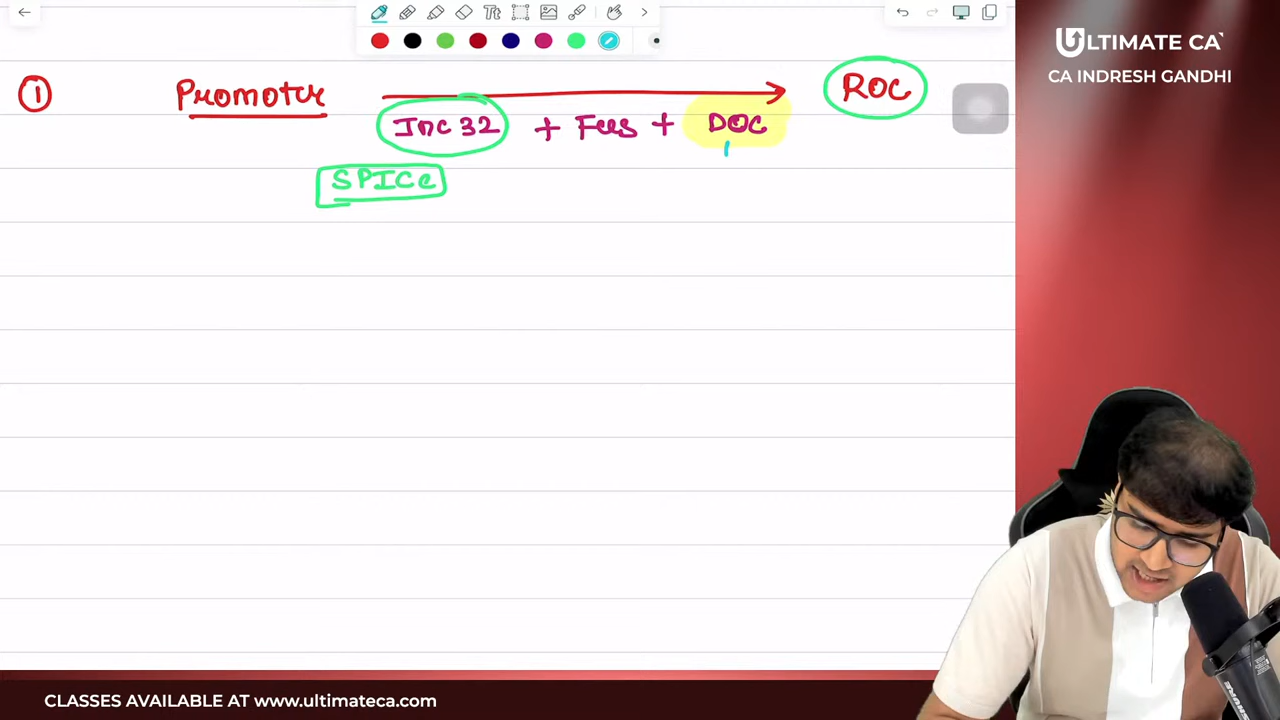 ULTIMATE CA
CA INDRESH GANDHI
① Promoter ROC
Inc 32 + Fees + DOC
SPICe
Tt
CLASSES AVAILABLE AT www.ultimateca.com